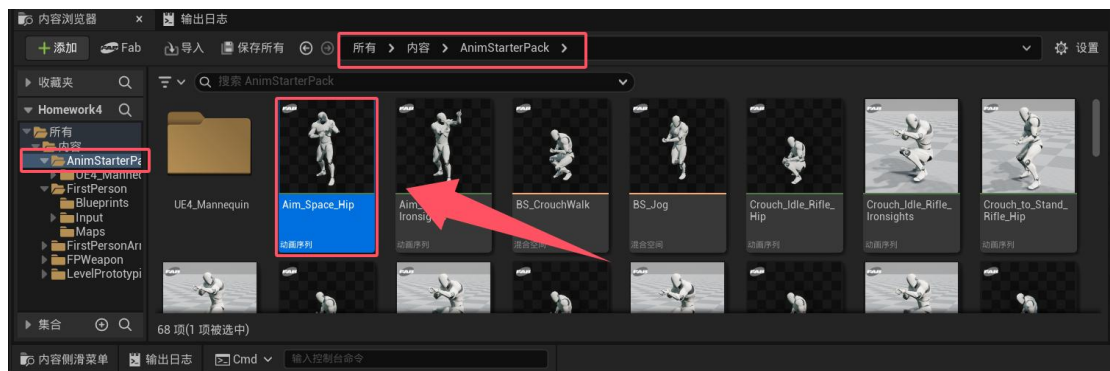 内容浏览器
输出日志
添加
Fab
导入
保存所有
所有 > 内容 > AnimStarterPack >
设置
收藏夹
搜索 AnimStarterPack
Homework4
所有
内容
AnimStarterPa
UE4_Manneq
FirstPerson
Blueprints
Input
Maps
FirstPersonArr
FPWeapon
LevelPrototypi
集合
UE4_Mannequin
Aim_Space_Hip
动画序列
Aim_
Ironsights
动画序列
BS_CrouchWalk
混合空间
BS_Jog
混合空间
Crouch_Idle_Rifle_
Hip
动画序列
Crouch_Idle_Rifle_
Ironsights
动画序列
Crouch_to_Stand_
Rifle_Hip
动画序列
68 项(1 项被选中)
内容侧滑菜单
输出日志
Cmd
输入控制台命令